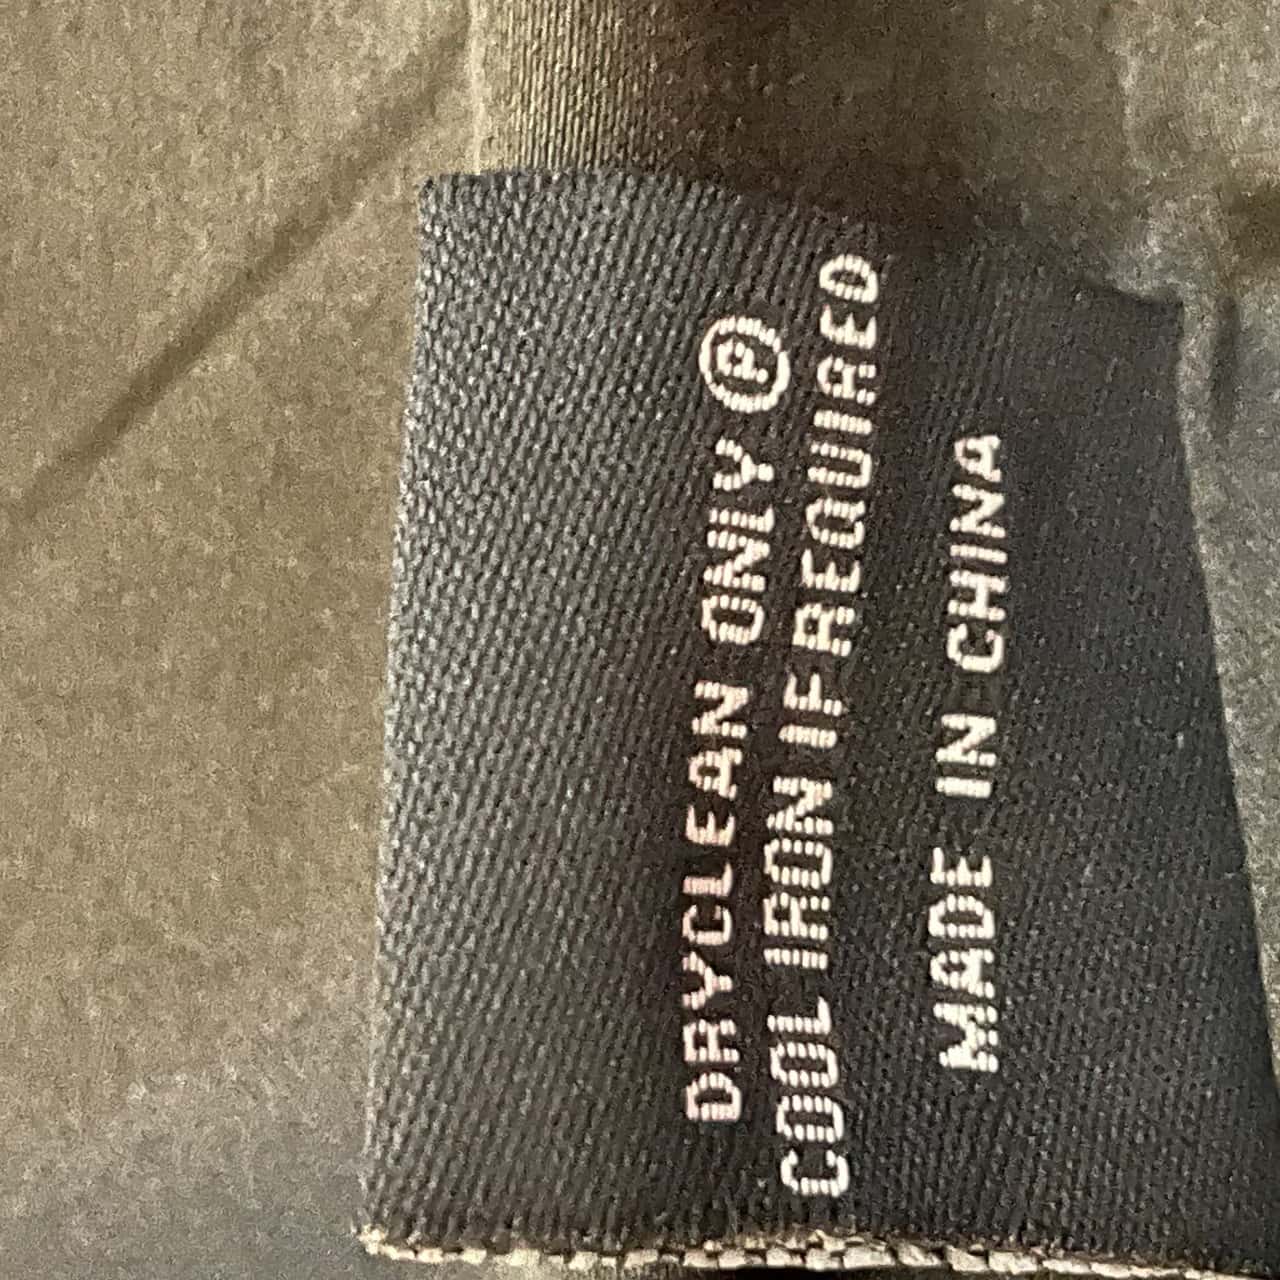 DRYCLEAN ONLY Ⓟ
COOL IRON IF REQUIRED
MADE IN CHINA